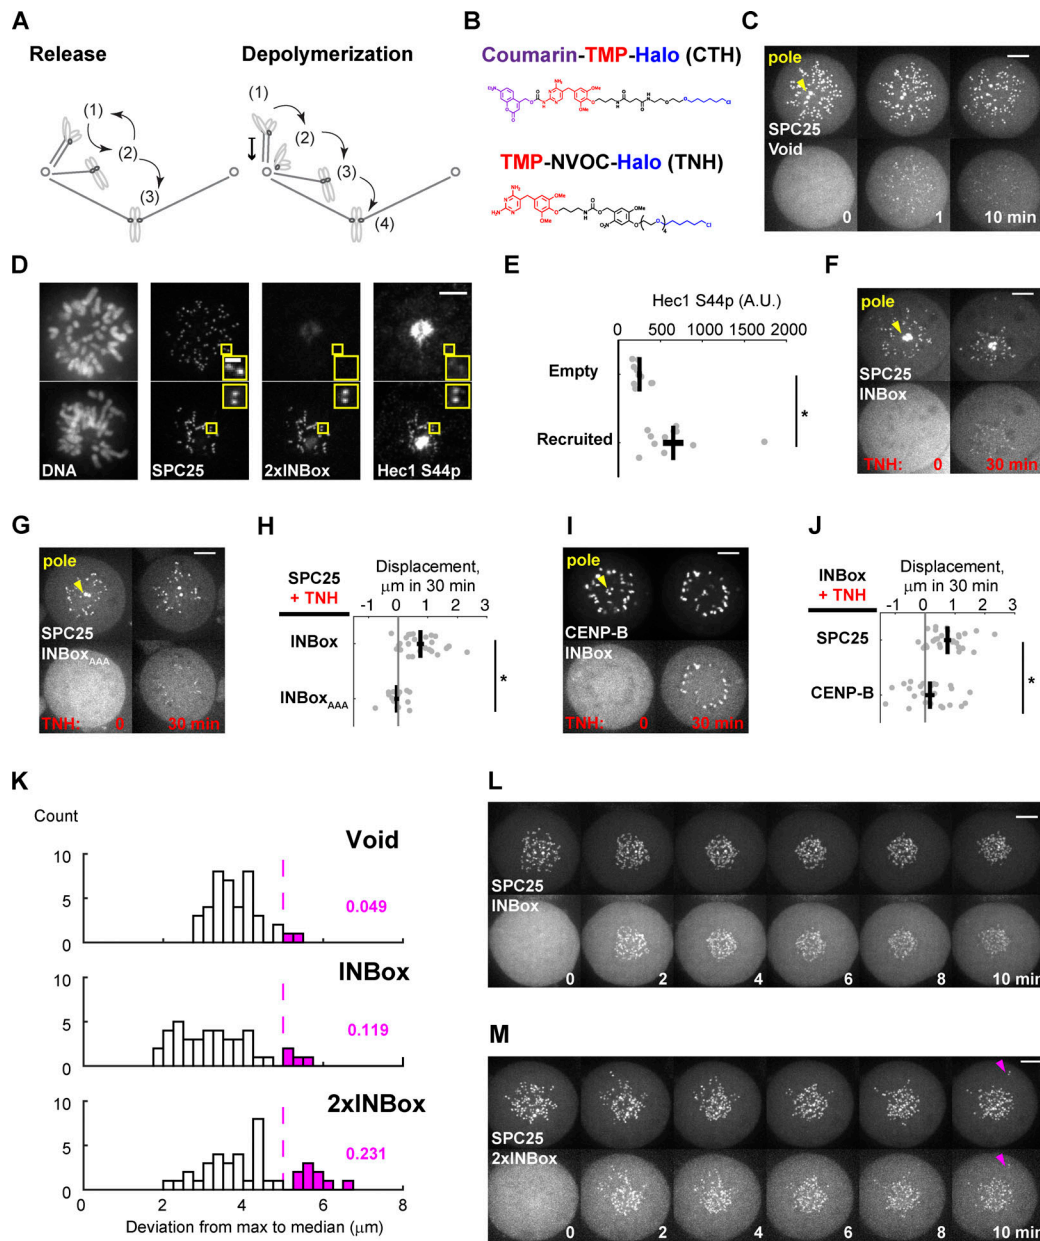 A
Release
Depolymerization
(1)
(2)
(3)
(1)
(2)
(3)
(4)
B
Coumarin-TMP-Halo (CTH)
TMP-NVOC-Halo (TNH)
C
pole
SPC25
Void
0
1
10 min
D
DNA
SPC25
2xINBox
Hec1 S44p
E
Hec1 S44p (A.U.)
0 500 1000 1500 2000
Empty
Recruited
*
F
pole
SPC25
INBox
TNH: 0
30 min
G
pole
SPC25
INBoxAAA
TNH: 0
30 min
H
SPC25
+ TNH
Displacement,
μm in 30 min
-1 0 1 2 3
INBox
INBoxAAA
*
I
pole
CENP-B
INBox
TNH: 0
30 min
J
INBox
+ TNH
Displacement,
μm in 30 min
-1 0 1 2 3
SPC25
CENP-B
*
K
Count
Void
10
5
0
0.049
INBox
10
5
0
0.119
2xINBox
10
5
0
0.231
0 2 4 6 8
Deviation from max to median (μm)
L
SPC25
INBox
0
2
4
6
8
10 min
M
SPC25
2xINBox
0
2
4
6
8
10 min